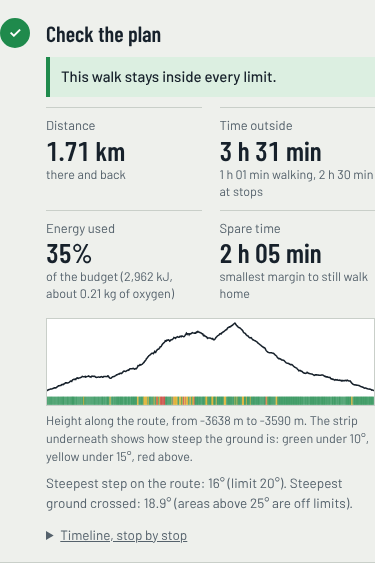 Check the plan
This walk stays inside every limit.
Distance
1.71 km
there and back
Time outside
3 h 31 min
1 h 01 min walking, 2 h 30 min
at stops
Energy used
35%
of the budget (2,962 kJ,
about 0.21 kg of oxygen)
Spare time
2 h 05 min
smallest margin to still walk
home
Height along the route, from −3638 m to −3590 m. The strip
underneath shows how steep the ground is: green under 10°,
yellow under 15°, red above.
Steepest step on the route: 16° (limit 20°). Steepest
ground crossed: 18.9° (areas above 25° are off limits).
Timeline, stop by stop